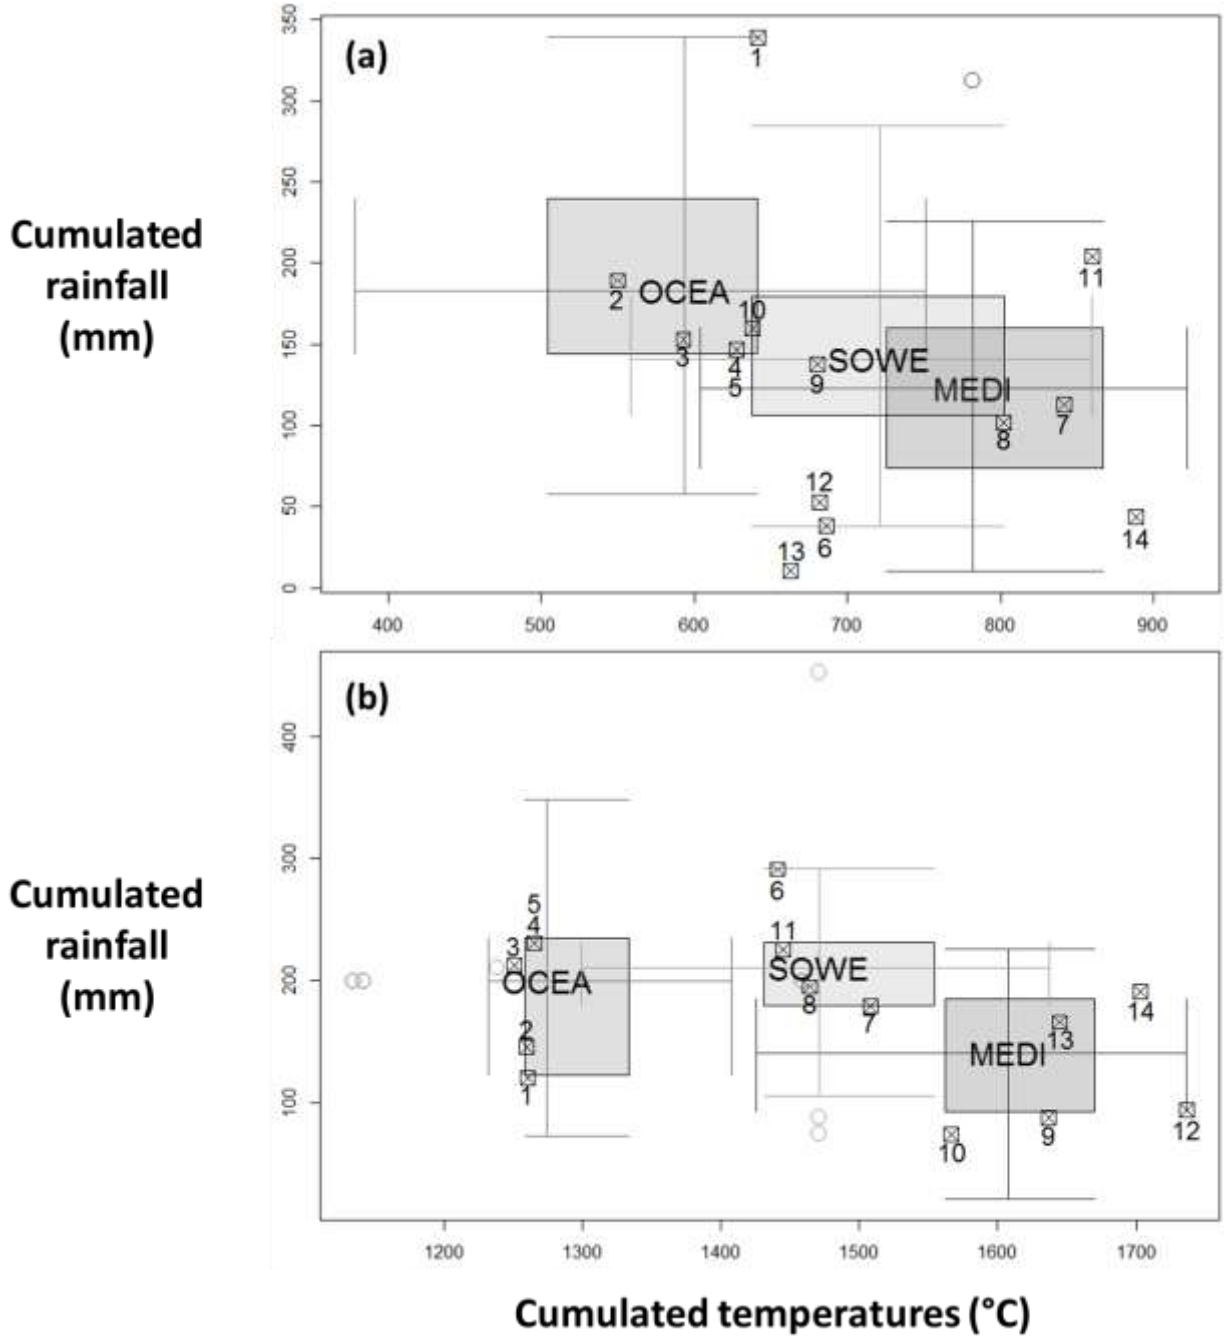 Cumulated
rainfall
(mm)
(a)
350
300
250
200
150
100
50
0
1
2
OCEA
10
3
4
5
9
SOWE
MEDI
11
7
8
12
6
13
14
400 500 600 700 800 900
Cumulated
rainfall
(mm)
(b)
400
300
200
100
5
4
3
OCEA
2
1
6
11
SOWE
8
7
14
13
MEDI
9
10
12
1200 1300 1400 1500 1600 1700
Cumulated temperatures (°C)